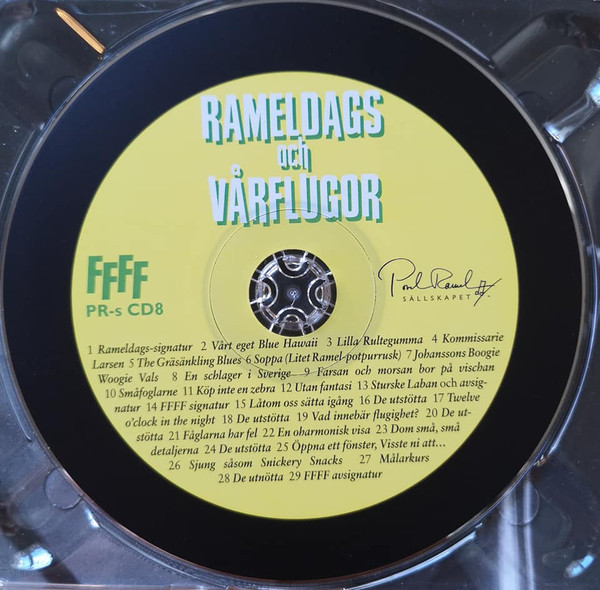 RAMELDAGS
och
VÅRFLUGOR
FFFF
PR-s CD8
Povel Ramel
SÄLLSKAPET
1 Rameldags-signatur 2 Vårt eget Blue Hawaii 3 Lilla Rultegumma 4 Kommissarie
Larsen 5 The Gräsänkling Blues 6 Soppa (Litet Ramel-potpurrusk) 7 Johanssons Boogie
Woogie Vals 8 En schlager i Sverige 9 Farsan och morsan bor på vischan
10 Småfoglarne 11 Köp inte en zebra 12 Utan fantasi 13 Sturske Laban och avsig-
natur 14 FFFF signatur 15 Låtom oss sätta igång 16 De utstötta 17 Twelve
o'clock in the night 18 De utstötta 19 Vad innebär flugighet? 20 De ut-
stötta 21 Fåglarna har fel 22 En oharmonisk visa 23 Dom små, små
detaljerna 24 De utstötta 25 Öppna ett fönster, Visste ni att...
26 Sjung såsom Snickery Snacks 27 Målarkurs
28 De utnötta 29 FFFF avsignatur